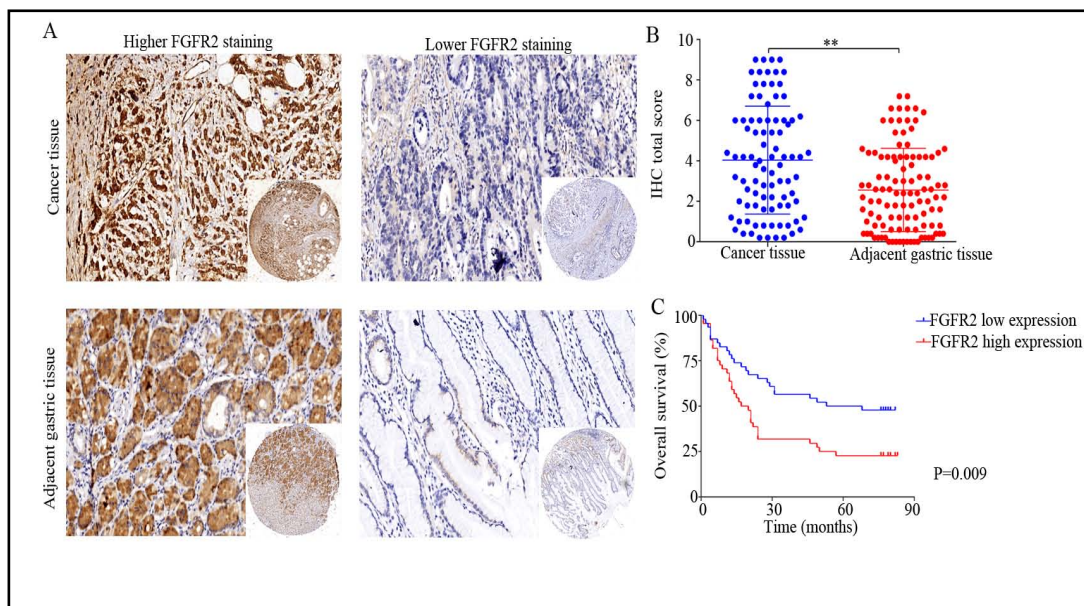 A
Higher FGFR2 staining
Lower FGFR2 staining
Cancer tissue
Adjacent gastric tissue
B
**
IHC total score
10
8
6
4
2
0
Cancer tissue
Adjacent gastric tissue
C
FGFR2 low expression
FGFR2 high expression
Overall survival (%)
100
75
50
25
P=0.009
0
30
60
90
Time (months)